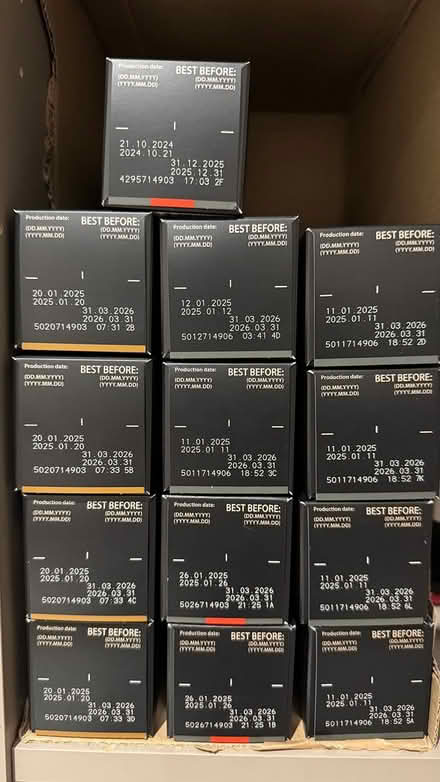 Production date: BEST BEFORE:
(DD.MM.YYYY) (DD.MM.YYYY)
(YYYY.MM.DD) (YYYY.MM.DD)
21.10.2024
2024.10.21
31.12.2025
2025.12.31
4295714903 17:03 2F
Production date: BEST BEFORE:
(DD.MM.YYYY) (DD.MM.YYYY)
(YYYY.MM.DD) (YYYY.MM.DD)
20.01.2025
2025.01.20
31.03.2026
2026.03.31
5020714903 07:31 2B
Production date: BEST BEFORE:
(DD.MM.YYYY) (DD.MM.YYYY)
(YYYY.MM.DD) (YYYY.MM.DD)
12.01.2025
2025.01.12
31.03.2026
2026.03.31
5012714906 03:41 4D
Production date: BEST BEFORE:
(DD.MM.YYYY) (DD.MM.YYYY)
(YYYY.MM.DD) (YYYY.MM.DD)
11.01.2025
2025.01.11
31.03.2026
2026.03.31
5011714906 18:52 2D
Production date: BEST BEFORE:
(DD.MM.YYYY) (DD.MM.YYYY)
(YYYY.MM.DD) (YYYY.MM.DD)
20.01.2025
2025.01.20
31.03.2026
2026.03.31
5020714903 07:33 5B
Production date: BEST BEFORE:
(DD.MM.YYYY) (DD.MM.YYYY)
(YYYY.MM.DD) (YYYY.MM.DD)
11.01.2025
2025.01.11
31.03.2026
2026.03.31
5011714906 18:52 3C
Production date: BEST BEFORE:
(DD.MM.YYYY) (DD.MM.YYYY)
(YYYY.MM.DD) (YYYY.MM.DD)
11.01.2025
2025.01.11
31.03.2026
2026.03.31
5011714906 18:52 7K
Production date: BEST BEFORE:
(DD.MM.YYYY) (DD.MM.YYYY)
(YYYY.MM.DD) (YYYY.MM.DD)
20.01.2025
2025.01.20
31.03.2026
2026.03.31
5020714903 07:33 4C
Production date: BEST BEFORE:
(DD.MM.YYYY) (DD.MM.YYYY)
(YYYY.MM.DD) (YYYY.MM.DD)
26.01.2025
2025.01.26
31.03.2026
2026.03.31
5026714903 21:25 1A
Production date: BEST BEFORE:
(DD.MM.YYYY) (DD.MM.YYYY)
(YYYY.MM.DD) (YYYY.MM.DD)
11.01.2025
2025.01.11
31.03.2026
2026.03.31
5011714906 18:52 6L
Production date: BEST BEFORE:
(DD.MM.YYYY) (DD.MM.YYYY)
(YYYY.MM.DD) (YYYY.MM.DD)
20.01.2025
2025.01.20
31.03.2026
2026.03.31
5020714903 07:33 3D
Production date: BEST BEFORE:
(DD.MM.YYYY) (DD.MM.YYYY)
(YYYY.MM.DD) (YYYY.MM.DD)
26.01.2025
2025.01.26
31.03.2026
2026.03.31
5026714903 21:25 1B
Production date: BEST BEFORE:
(DD.MM.YYYY) (DD.MM.YYYY)
(YYYY.MM.DD) (YYYY.MM.DD)
11.01.2025
2025.01.11
31.03.2026
2026.03.31
5011714906 18:52 5A